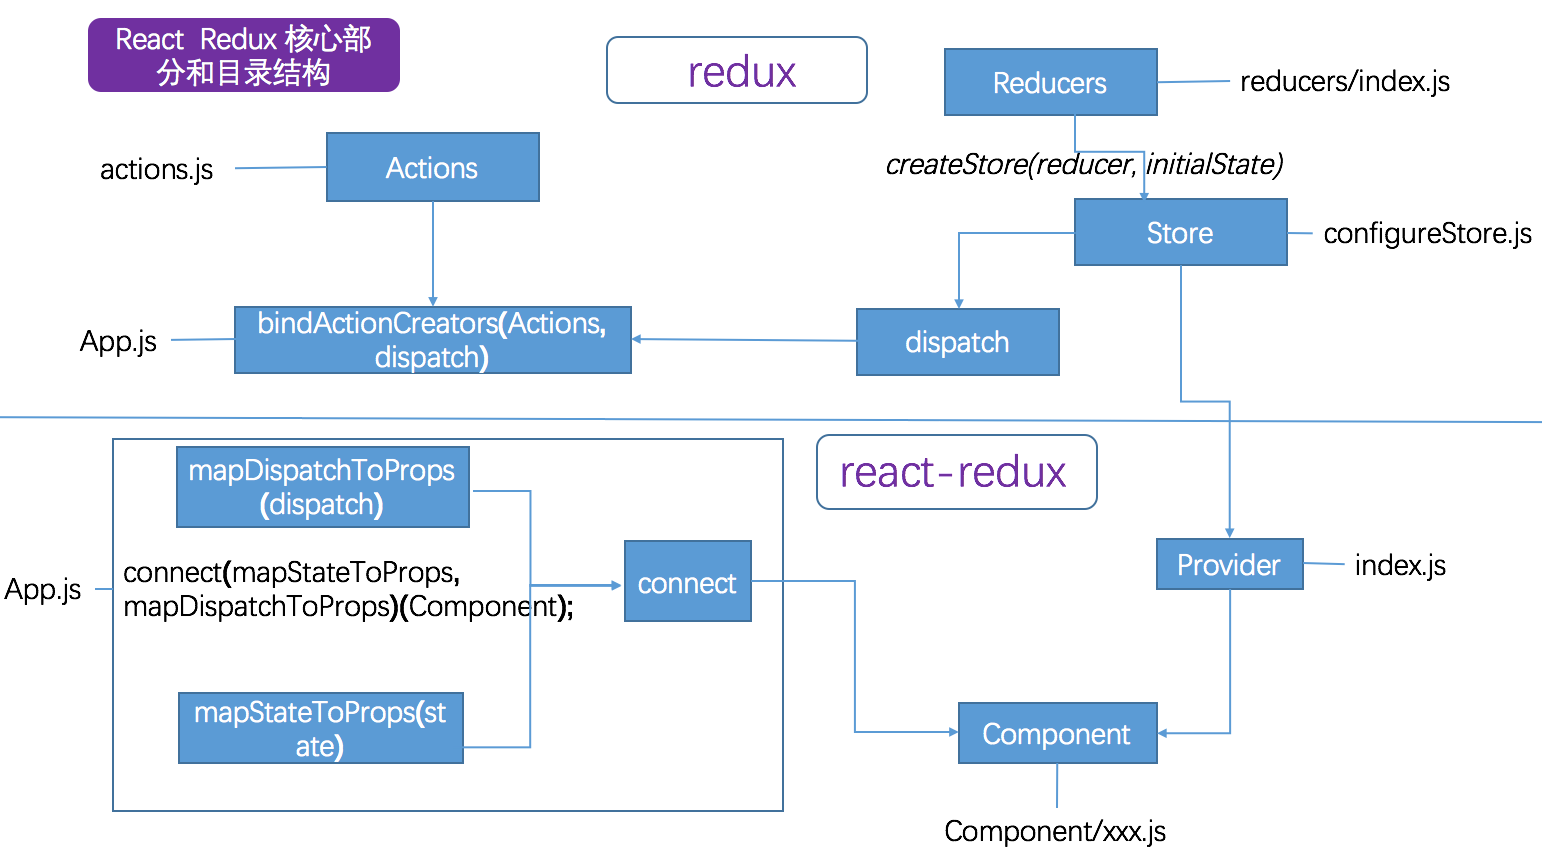 React  Redux 核心部
分和目录结构
redux
Reducers
reducers/index.js
actions.js
Actions
createStore(reducer, initialState)
Store
configureStore.js
App.js
bindActionCreators(Actions,
dispatch)
dispatch
mapDispatchToProps
(dispatch)
react-redux
App.js
connect(mapStateToProps,
mapDispatchToProps)(Component);
connect
Provider
index.js
mapStateToProps(st
ate)
Component
Component/xxx.js